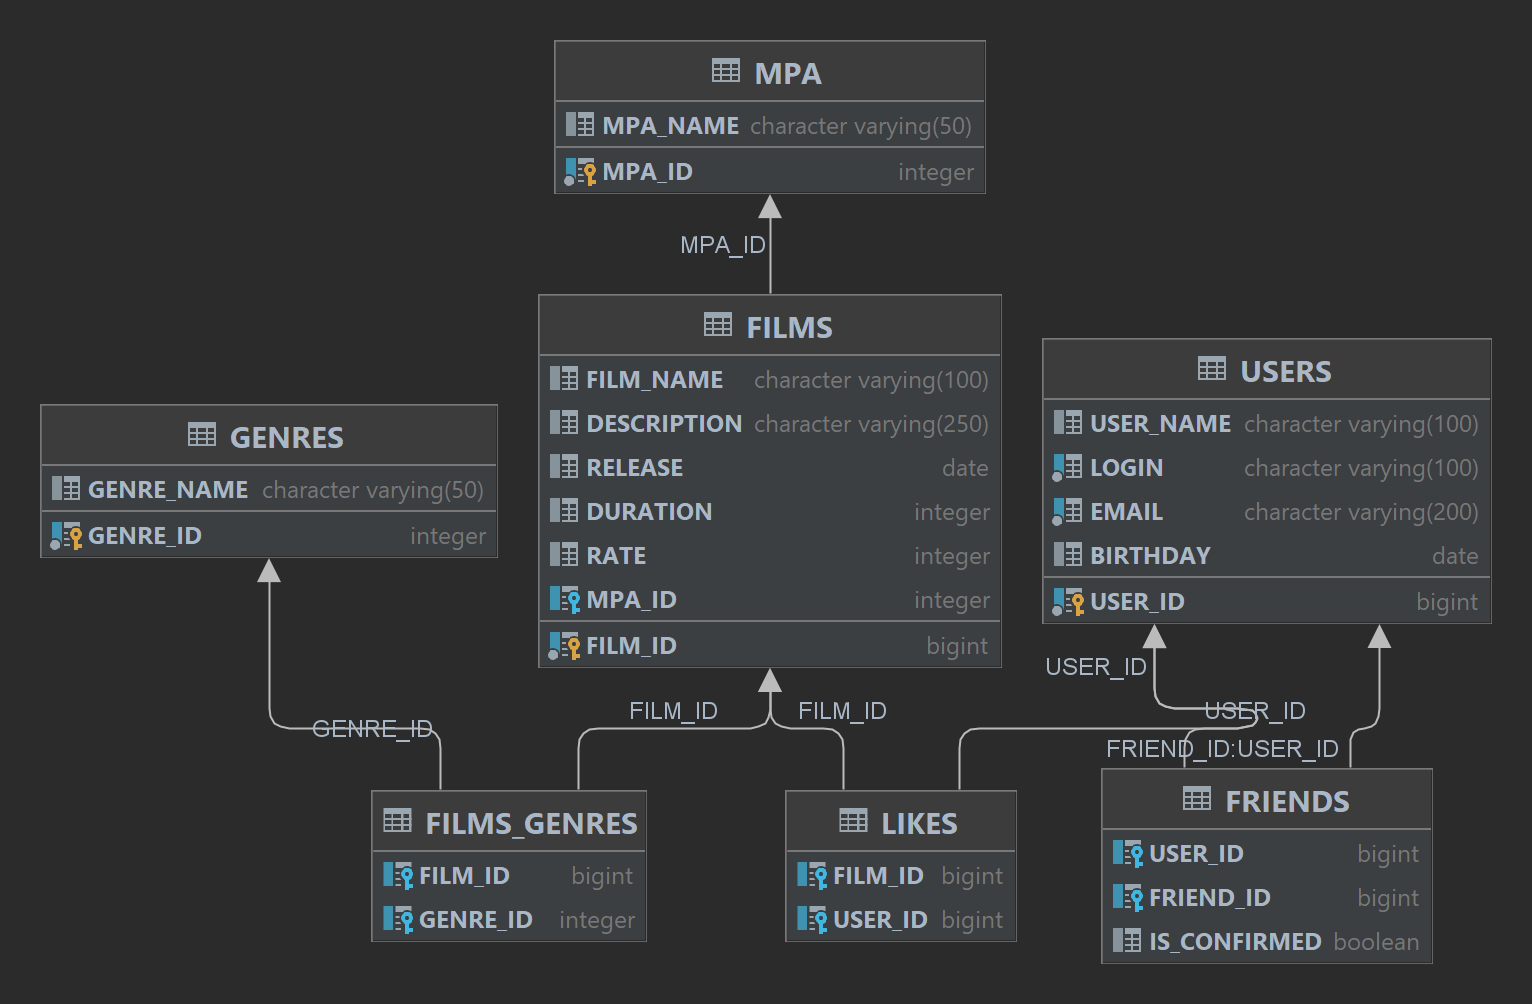 MPA
MPA_NAME character varying(50)
MPA_ID integer
MPA_ID
FILMS
FILM_NAME character varying(100)
DESCRIPTION character varying(250)
RELEASE date
DURATION integer
RATE integer
MPA_ID integer
FILM_ID bigint
USERS
USER_NAME character varying(100)
LOGIN character varying(100)
EMAIL character varying(200)
BIRTHDAY date
USER_ID bigint
GENRES
GENRE_NAME character varying(50)
GENRE_ID integer
GENRE_ID
FILM_ID
FILM_ID
USER_ID
USER_ID
FRIEND_ID:USER_ID
FILMS_GENRES
FILM_ID bigint
GENRE_ID integer
LIKES
FILM_ID bigint
USER_ID bigint
FRIENDS
USER_ID bigint
FRIEND_ID bigint
IS_CONFIRMED boolean